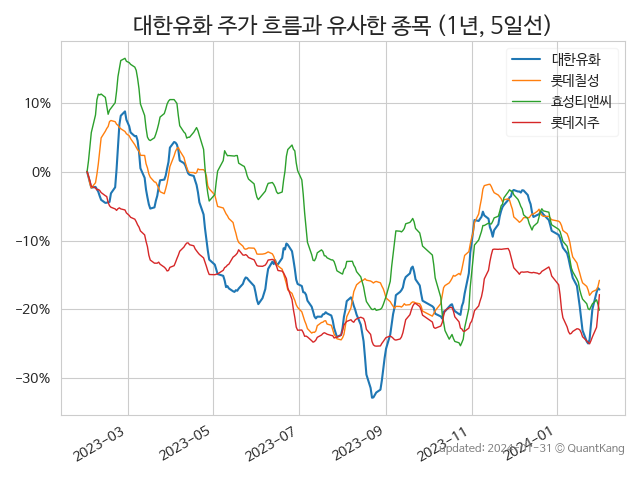 대한유화 주가 흐름과 유사한 종목 (1년, 5일선)
대한유화
롯데칠성
효성티앤씨
롯데지주
10%
0%
−10%
−20%
−30%
2023-03
2023-05
2023-07
2023-09
2023-11
2024-01
updated: 2024-01-31 © QuantKang